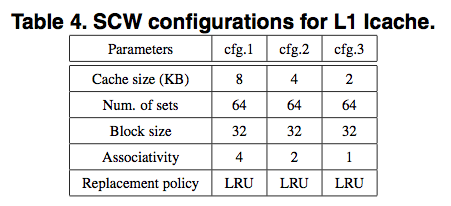 Table 4. SCW configurations for L1 Icache.
Parameters cfg.1 cfg.2 cfg.3
Cache size (KB) 8 4 2
Num. of sets 64 64 64
Block size 32 32 32
Associativity 4 2 1
Replacement policy LRU LRU LRU